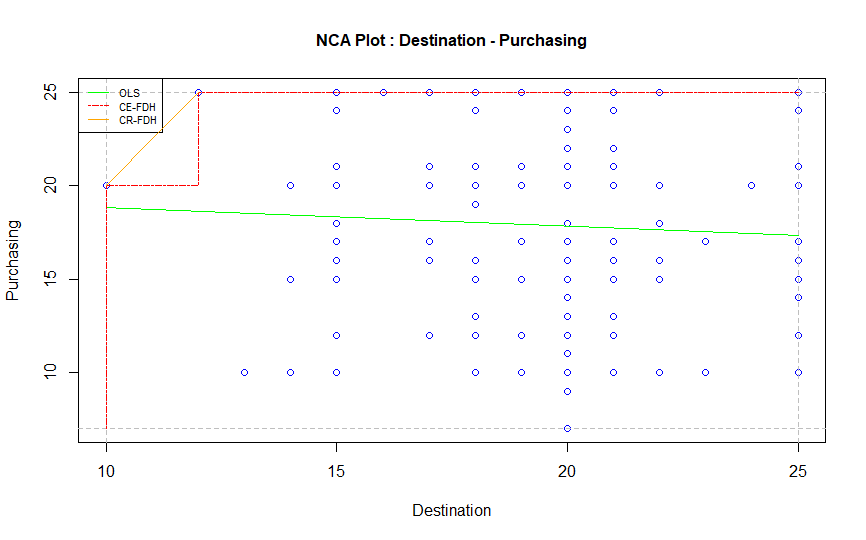 NCA Plot : Destination - Purchasing
OLS
CE-FDH
CR-FDH
25
20
15
10
Purchasing
10 15 20 25
Destination